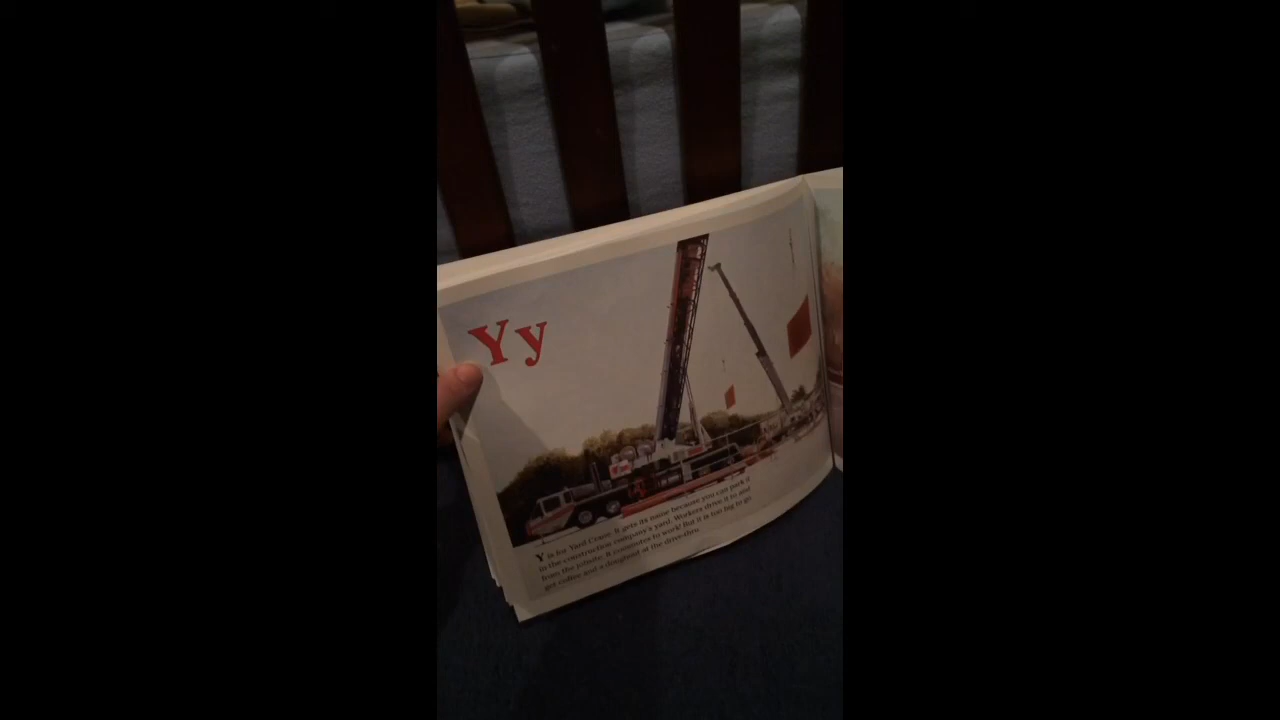 Yy
Y is for Yard Crane. It gets its name because you can park it
in the construction company's yard. Workers drive it to and
from the jobsite. It commutes to work! But it is too big to go
get coffee and a doughnut at the drive-thru.